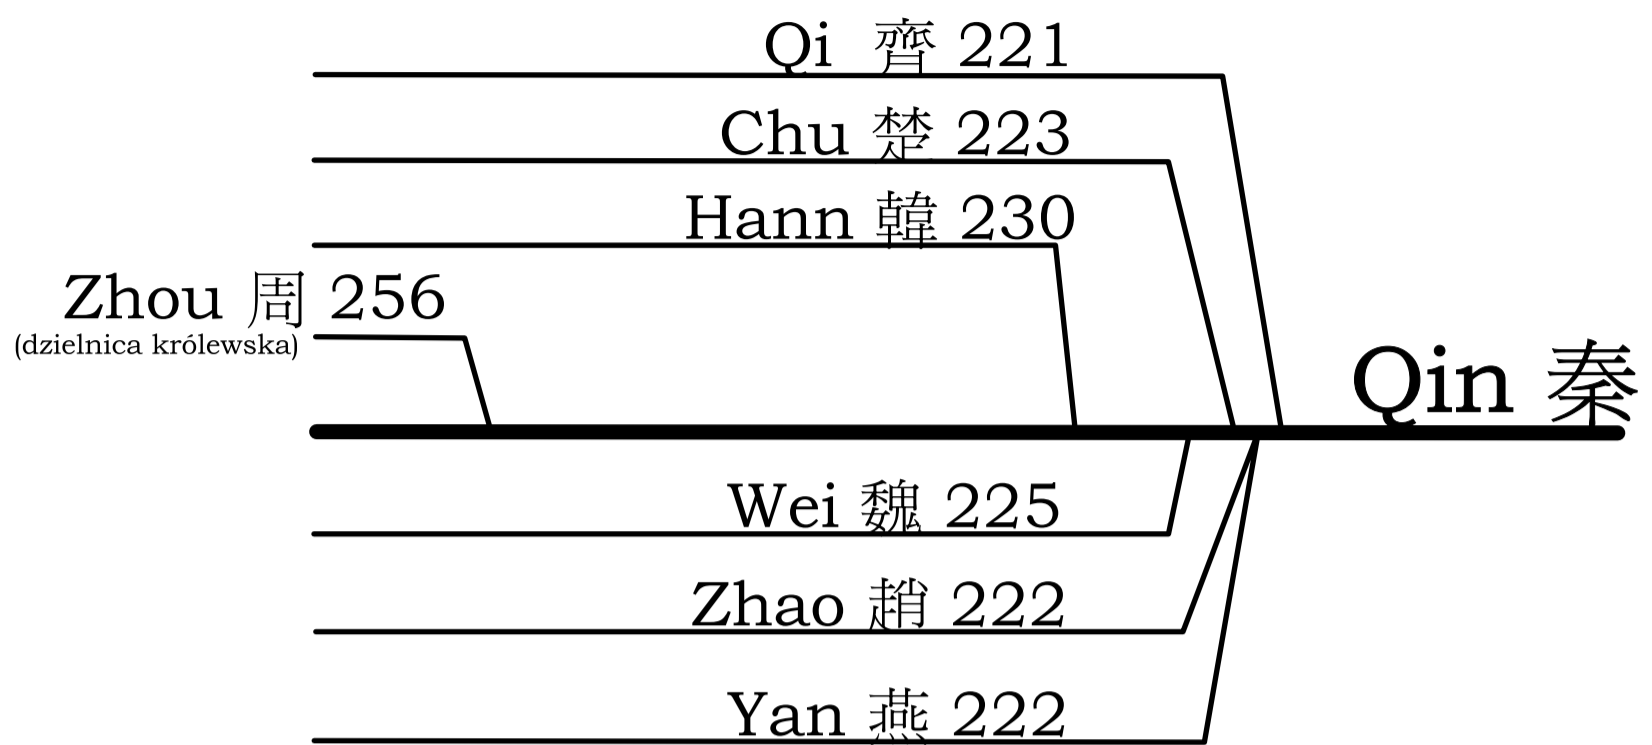 Qi 齊 221
Chu 楚 223
Hann 韓 230
Zhou 周 256
(dzielnica królewska)
Qin 秦
Wei 魏 225
Zhao 趙 222
Yan 燕 222